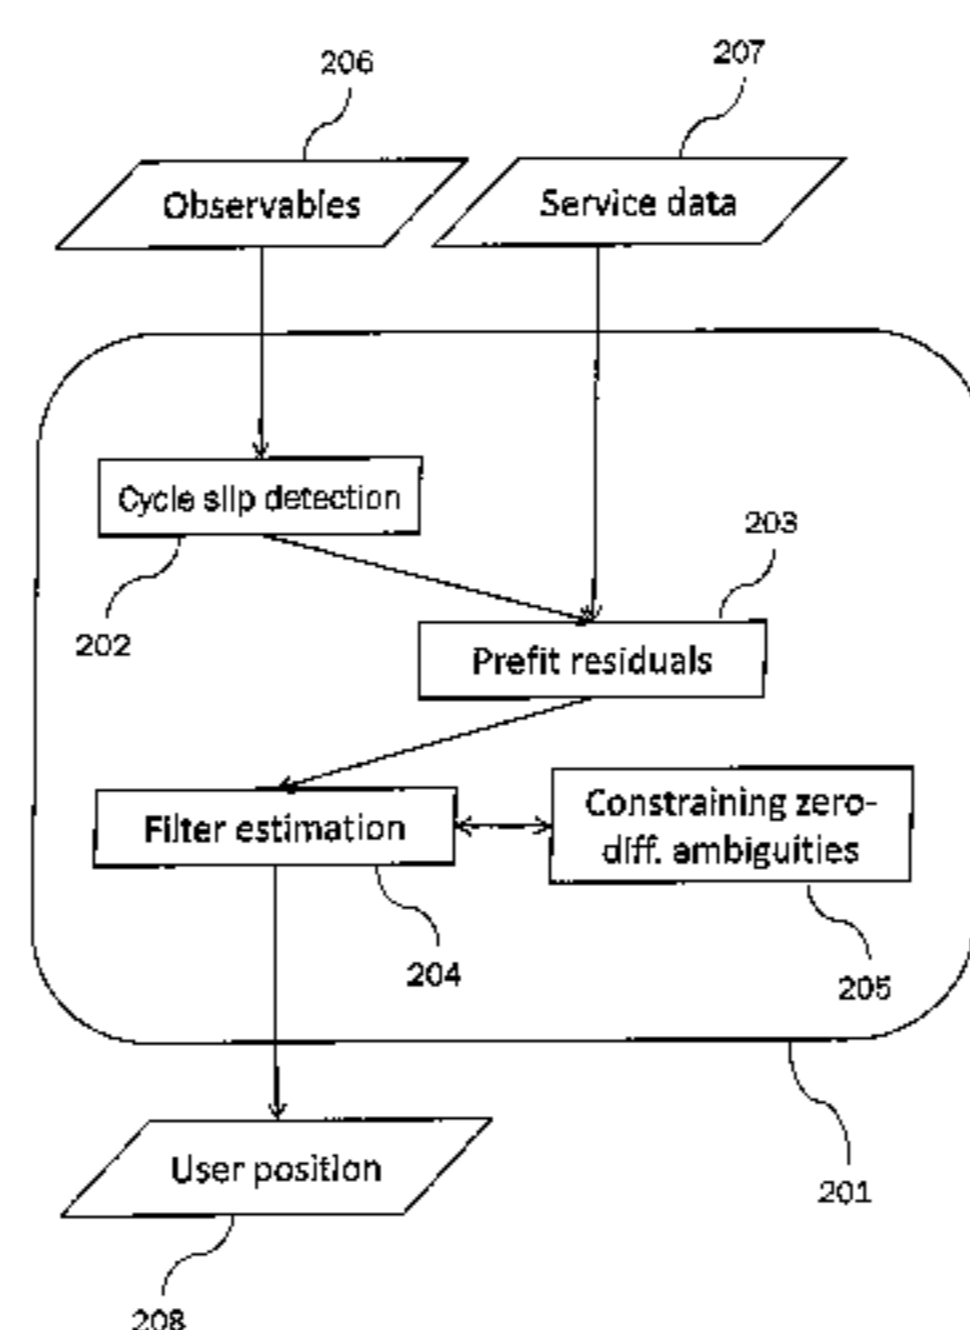 206
207
Observables
Service data
Cycle slip detection
203
202
Prefit residuals
Filter estimation
Constraining zero-
diff. ambiguities
204
205
User position
201
208